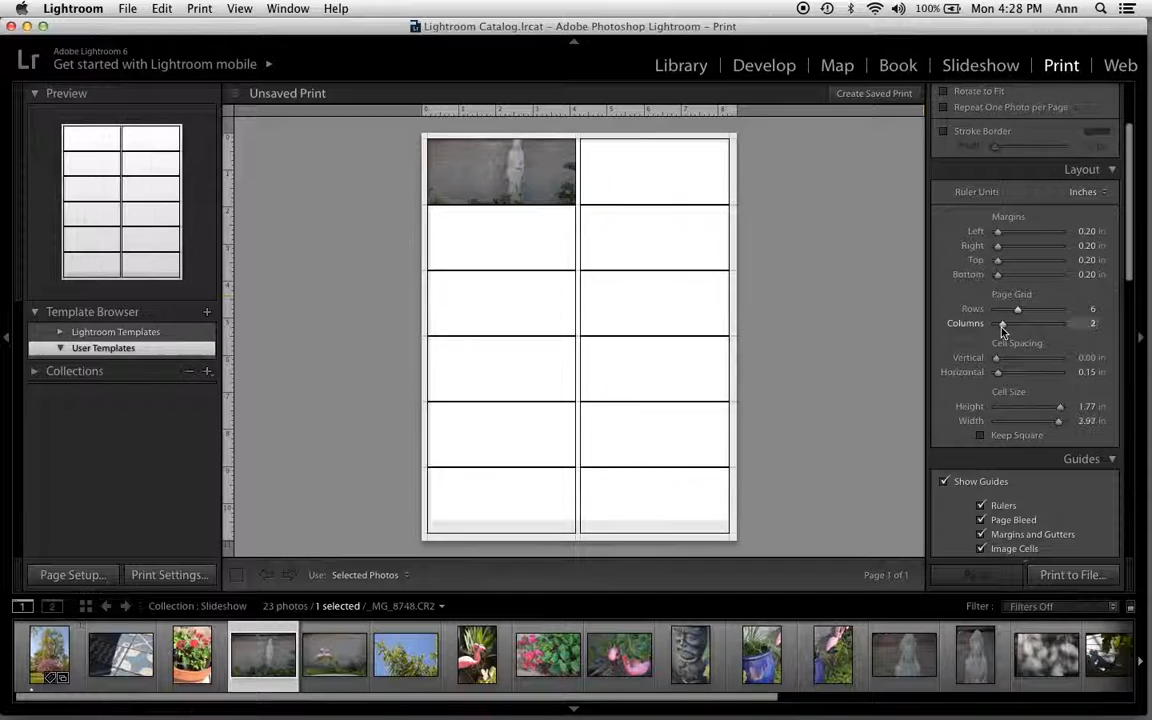 Lightroom File Edit Print View Window Help 100% Mon 4:28 PM Ann
Lightroom Catalog.lrcat – Adobe Photoshop Lightroom – Print
Lr Adobe Lightroom 6
Get started with Lightroom mobile
Library Develop Map Book Slideshow Print Web
Preview
Unsaved Print
Create Saved Print
Rotate to Fit
Repeat One Photo per Page
Stroke Border
Layout
Ruler Units Inches
Margins
Left 0.20 in
Right 0.20 in
Top 0.20 in
Bottom 0.20 in
Page Grid
Rows 6
Columns 2
Cell Spacing
Vertical 0.00 in
Horizontal 0.15 in
Cell Size
Height 1.77 in
Width 3.97 in
Keep Square
Guides
Show Guides
Rulers
Page Bleed
Margins and Gutters
Image Cells
Template Browser
Lightroom Templates
User Templates
Collections
Page Setup... Print Settings...
Use: Selected Photos
Page 1 of 1
Print to File...
1 2 Collection : Slideshow 23 photos / 1 selected / _MG_8748.CR2
Filter : Filters Off